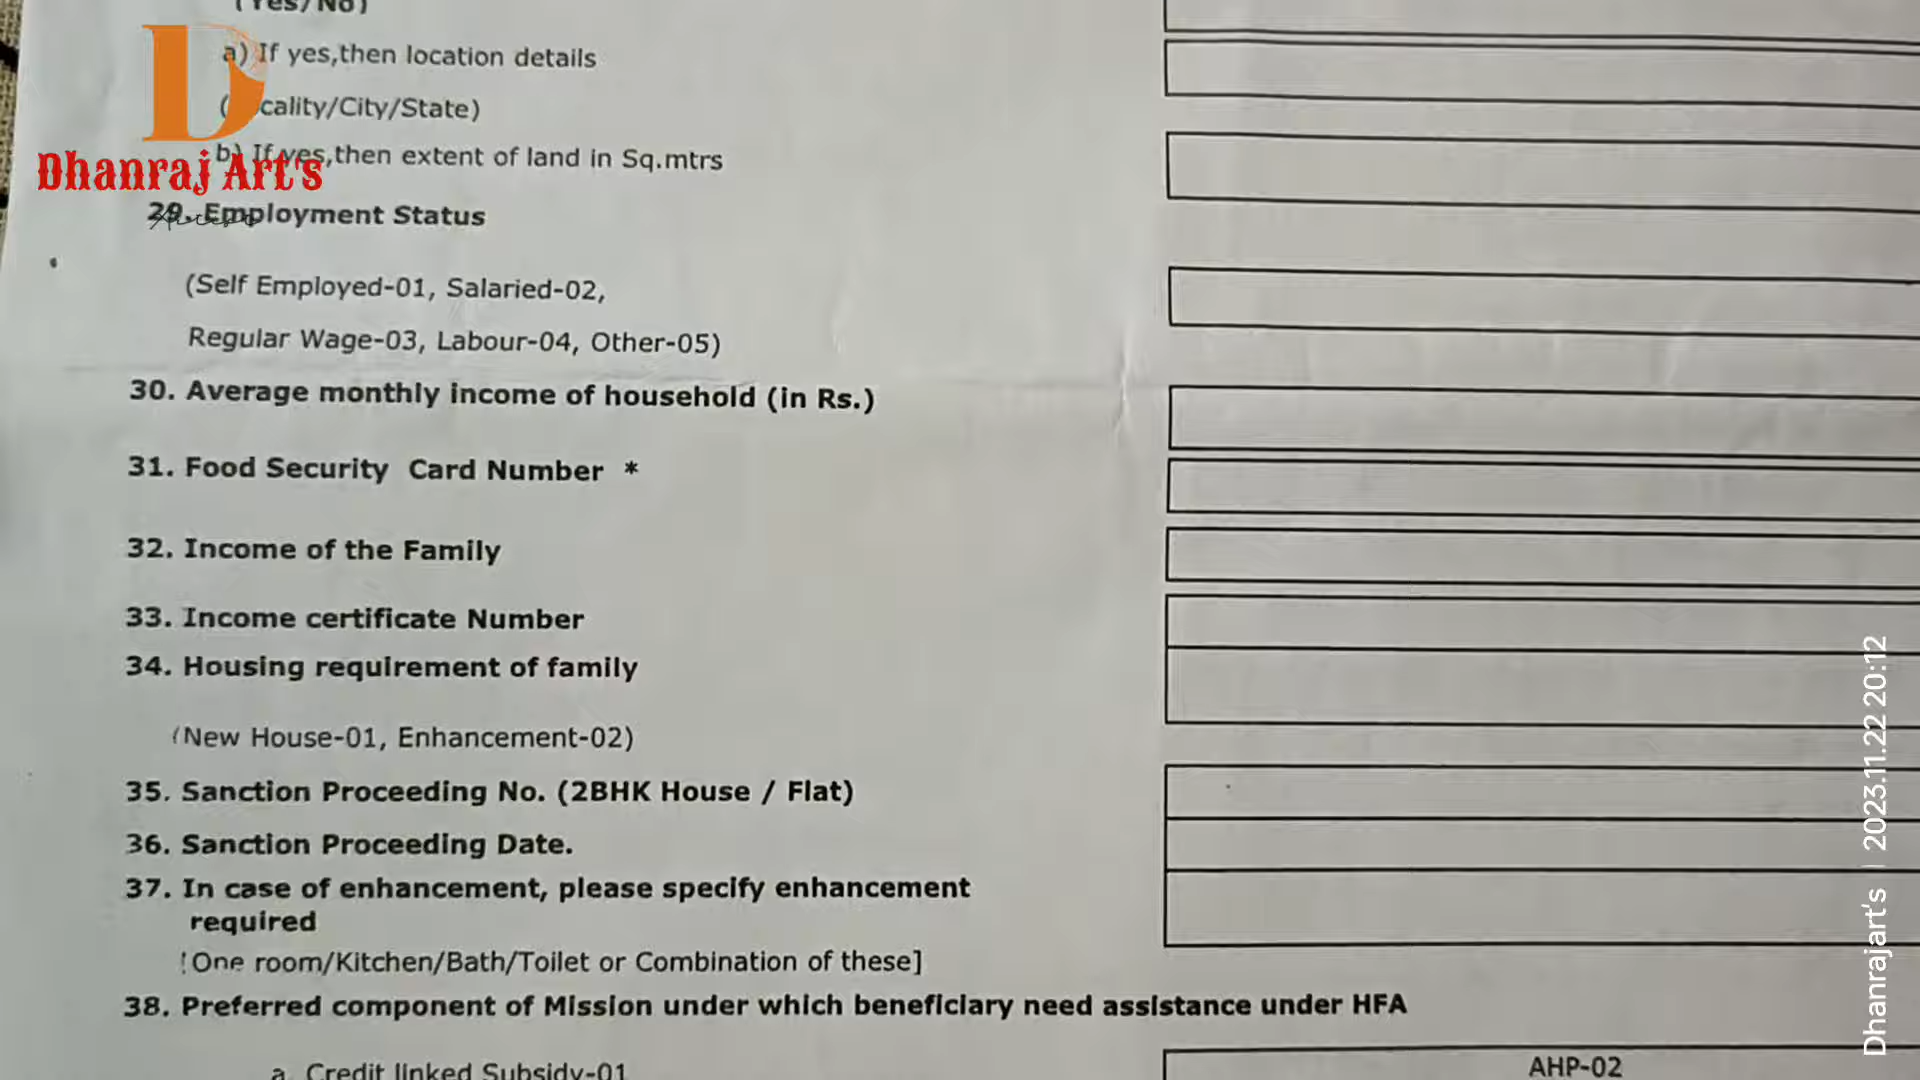 (Yes/No)
a) If yes,then location details
cality/City/State)
b) If yes,then extent of land in Sq.mtrs
Dhanraj Art's
29. Employment Status
(Self Employed-01, Salaried-02,
Regular Wage-03, Labour-04, Other-05)
30. Average monthly income of household (in Rs.)
31. Food Security Card Number *
32. Income of the Family
33. Income certificate Number
34. Housing requirement of family
(New House-01, Enhancement-02)
35. Sanction Proceeding No. (2BHK House / Flat)
36. Sanction Proceeding Date.
37. In case of enhancement, please specify enhancement
required
[One room/Kitchen/Bath/Toilet or Combination of these]
38. Preferred component of Mission under which beneficiary need assistance under HFA
a. Credit linked Subsidy-01
AHP-02
Dhanrajart's | 2023.11.22 20:12